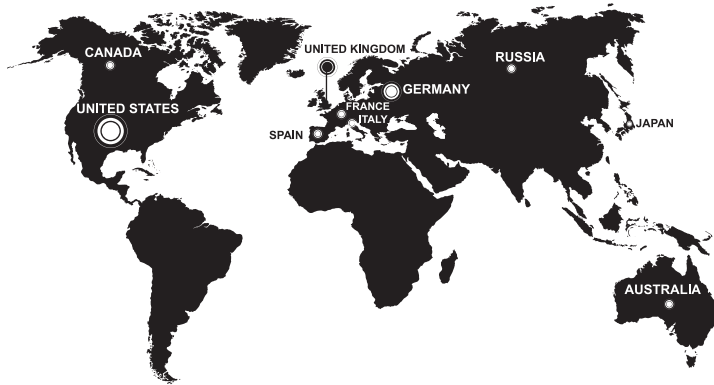 CANADA
UNITED STATES
UNITED KINGDOM
GERMANY
FRANCE
ITALY
SPAIN
RUSSIA
JAPAN
AUSTRALIA